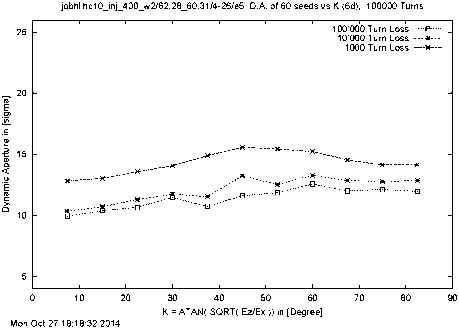 jobhl hc10_inj_400_w2/62.28_60.31/4-25/e5 D.A. of 60 seeds vs K (6d), 100000 Turns
100'000 Turn Loss
10'000 Turn Loss
1000 Turn Loss
25
20
15
10
5
Dynamic Aperture in [sigma]
0 10 20 30 40 50 60 70 80 90
K = ATAN( SQRT( Ez/Ex )) in [Degree]
Mon Oct 27 18:18:32 2014